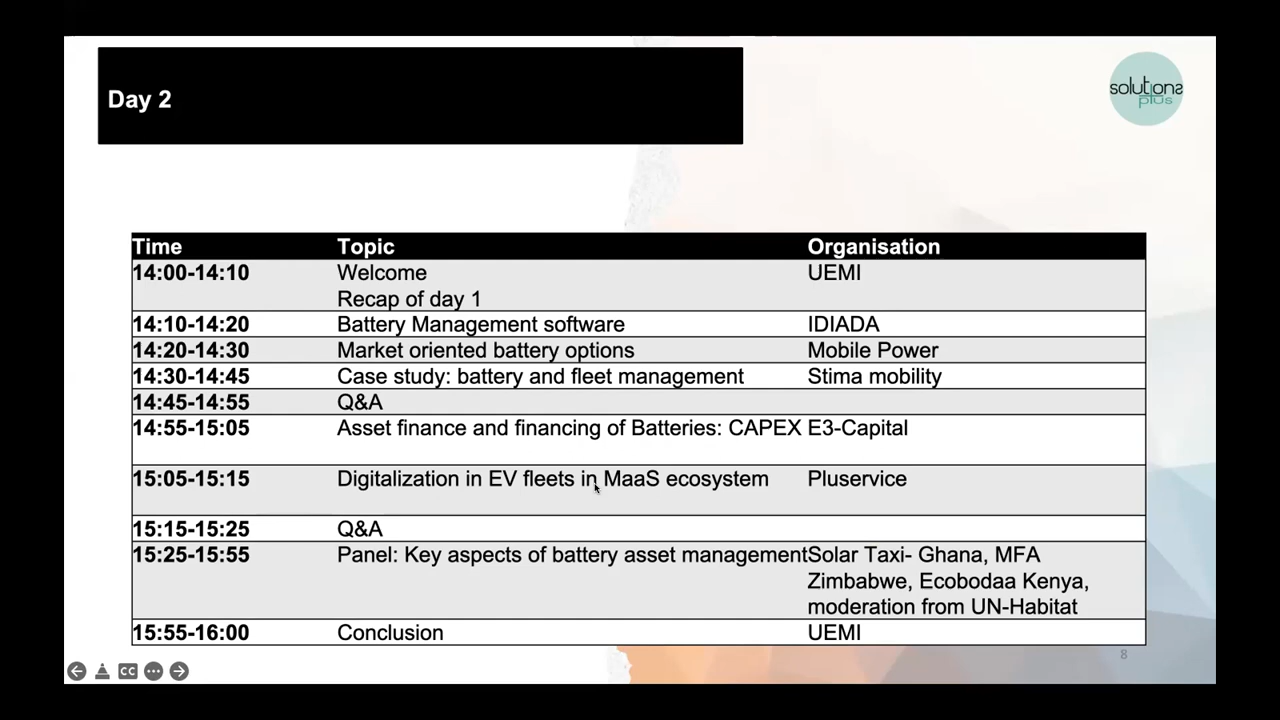 Day 2
solutions
plus
Time Topic Organisation
14:00-14:10 Welcome UEMI
Recap of day 1
14:10-14:20 Battery Management software IDIADA
14:20-14:30 Market oriented battery options Mobile Power
14:30-14:45 Case study: battery and fleet management Stima mobility
14:45-14:55 Q&A
14:55-15:05 Asset finance and financing of Batteries: CAPEX E3-Capital
15:05-15:15 Digitalization in EV fleets in MaaS ecosystem Pluservice
15:15-15:25 Q&A
15:25-15:55 Panel: Key aspects of battery asset management Solar Taxi- Ghana, MFA
Zimbabwe, Ecobodaa Kenya,
moderation from UN-Habitat
15:55-16:00 Conclusion UEMI
8
CC